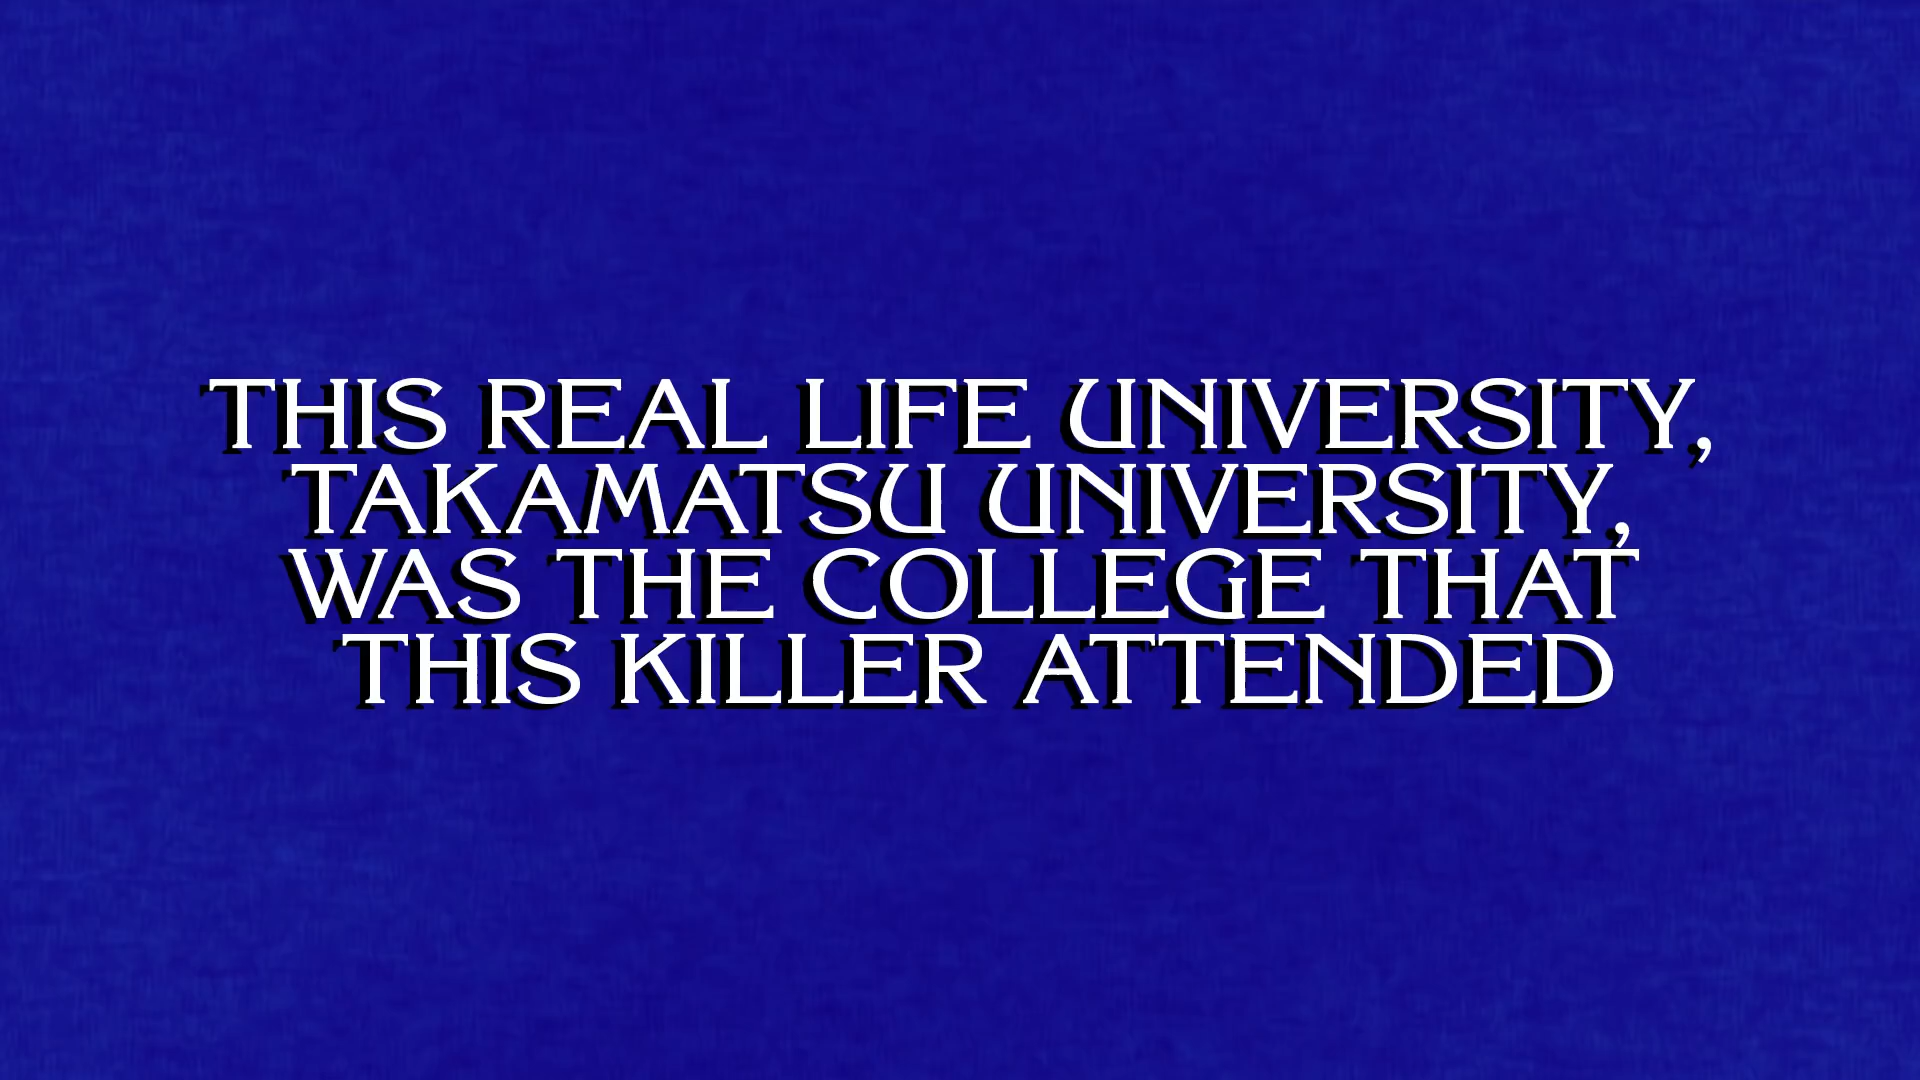 THIS REAL LIFE UNIVERSITY,
TAKAMATSU UNIVERSITY,
WAS THE COLLEGE THAT
THIS KILLER ATTENDED